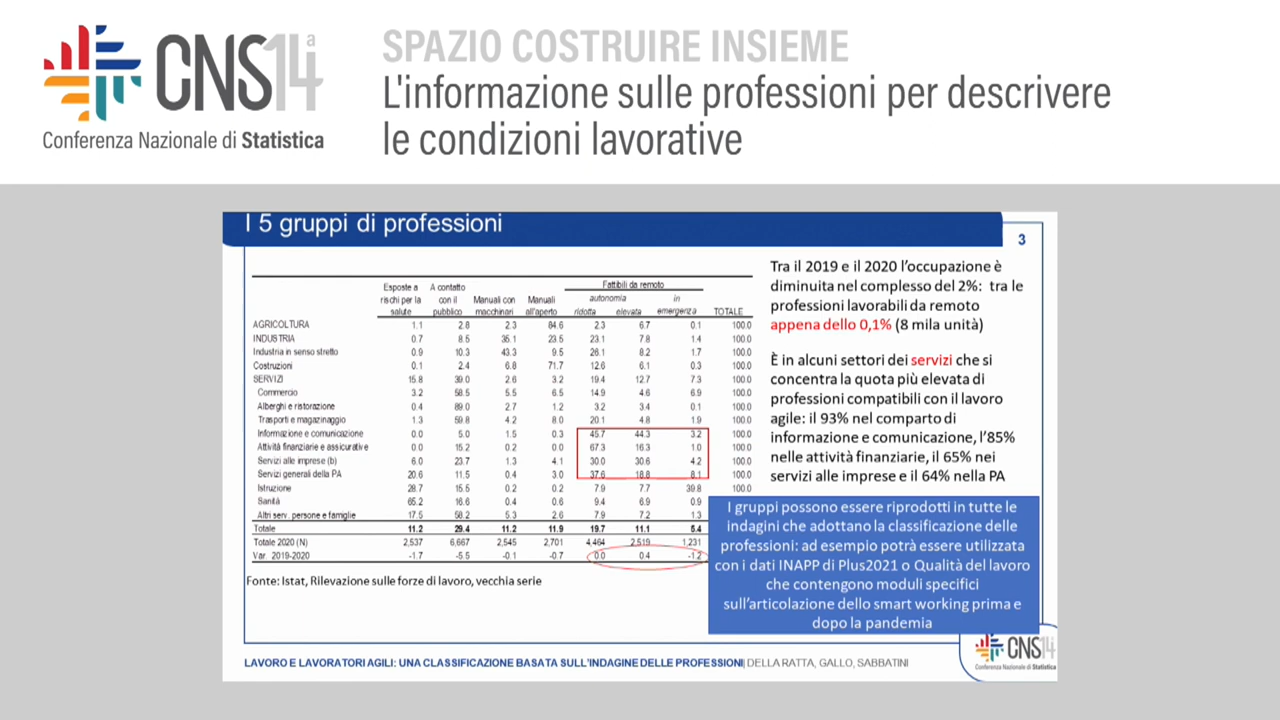 CNS14a
Conferenza Nazionale di Statistica
SPAZIO COSTRUIRE INSIEME
L'informazione sulle professioni per descrivere
le condizioni lavorative
I 5 gruppi di professioni
3
Esposte a rischi per la salute | A contatto con il pubblico | Manuali con macchinari | Manuali all'aperto | Fattibili da remoto | TOTALE
autonomia ridotta | elevata | in emergenza
AGRICOLTURA 1.1 2.8 2.3 84.6 2.3 6.7 0.1 100.0
INDUSTRIA 0.7 8.5 35.1 23.5 23.1 7.8 1.4 100.0
Industria in senso stretto 0.9 10.3 43.3 9.5 26.1 8.2 1.7 100.0
Costruzioni 0.1 2.4 6.8 71.7 12.6 6.1 0.3 100.0
SERVIZI 15.8 39.0 2.6 3.2 19.4 12.7 7.3 100.0
Commercio 3.2 58.5 5.5 6.5 14.9 4.6 6.9 100.0
Alberghi e ristorazione 0.4 89.0 2.7 1.2 3.2 3.4 0.1 100.0
Trasporti e magazinaggio 1.3 59.8 4.2 8.0 20.1 4.8 1.9 100.0
Informazione e comunicazione 0.0 5.0 1.5 0.3 45.7 44.3 3.2 100.0
Attività finanziarie e assicurative 0.0 15.2 0.2 0.0 67.3 16.3 1.0 100.0
Servizi alle imprese (b) 6.0 23.7 1.3 4.1 30.0 30.6 4.2 100.0
Servizi generali della PA 20.6 11.5 0.4 3.0 37.6 18.8 8.1 100.0
Istruzione 28.7 15.5 0.2 0.2 7.9 7.7 39.8 100.0
Sanità 65.2 16.6 0.4 0.6 9.4 6.9 0.9 100.0
Altri serv. persone e famiglie 17.5 58.2 5.3 2.6 7.9 7.2 1.3
Totale 11.2 29.4 11.2 11.9 19.7 11.1 5.4
Totale 2020 (N) 2,537 6,667 2,545 2,701 4,464 2,519 1,231
Var. 2019-2020 -1.7 -5.5 -0.1 -0.7 0.0 0.4 -1.2
Fonte: Istat, Rilevazione sulle forze di lavoro, vecchia serie
Tra il 2019 e il 2020 l'occupazione è
diminuita nel complesso del 2%: tra le
professioni lavorabili da remoto
appena dello 0,1% (8 mila unità)
È in alcuni settori dei servizi che si
concentra la quota più elevata di
professioni compatibili con il lavoro
agile: il 93% nel comparto di
informazione e comunicazione, l'85%
nelle attività finanziarie, il 65% nei
servizi alle imprese e il 64% nella PA
I gruppi possono essere riprodotti in tutte le
indagini che adottano la classificazione delle
professioni: ad esempio potrà essere utilizzata
con i dati INAPP di Plus2021 o Qualità del lavoro
che contengono moduli specifici
sull'articolazione dello smart working prima e
dopo la pandemia
LAVORO E LAVORATORI AGILI: UNA CLASSIFICAZIONE BASATA SULL'INDAGINE DELLE PROFESSIONI| DELLA RATTA, GALLO, SABBATINI
CNS14
Conferenza Nazionale di Statistica